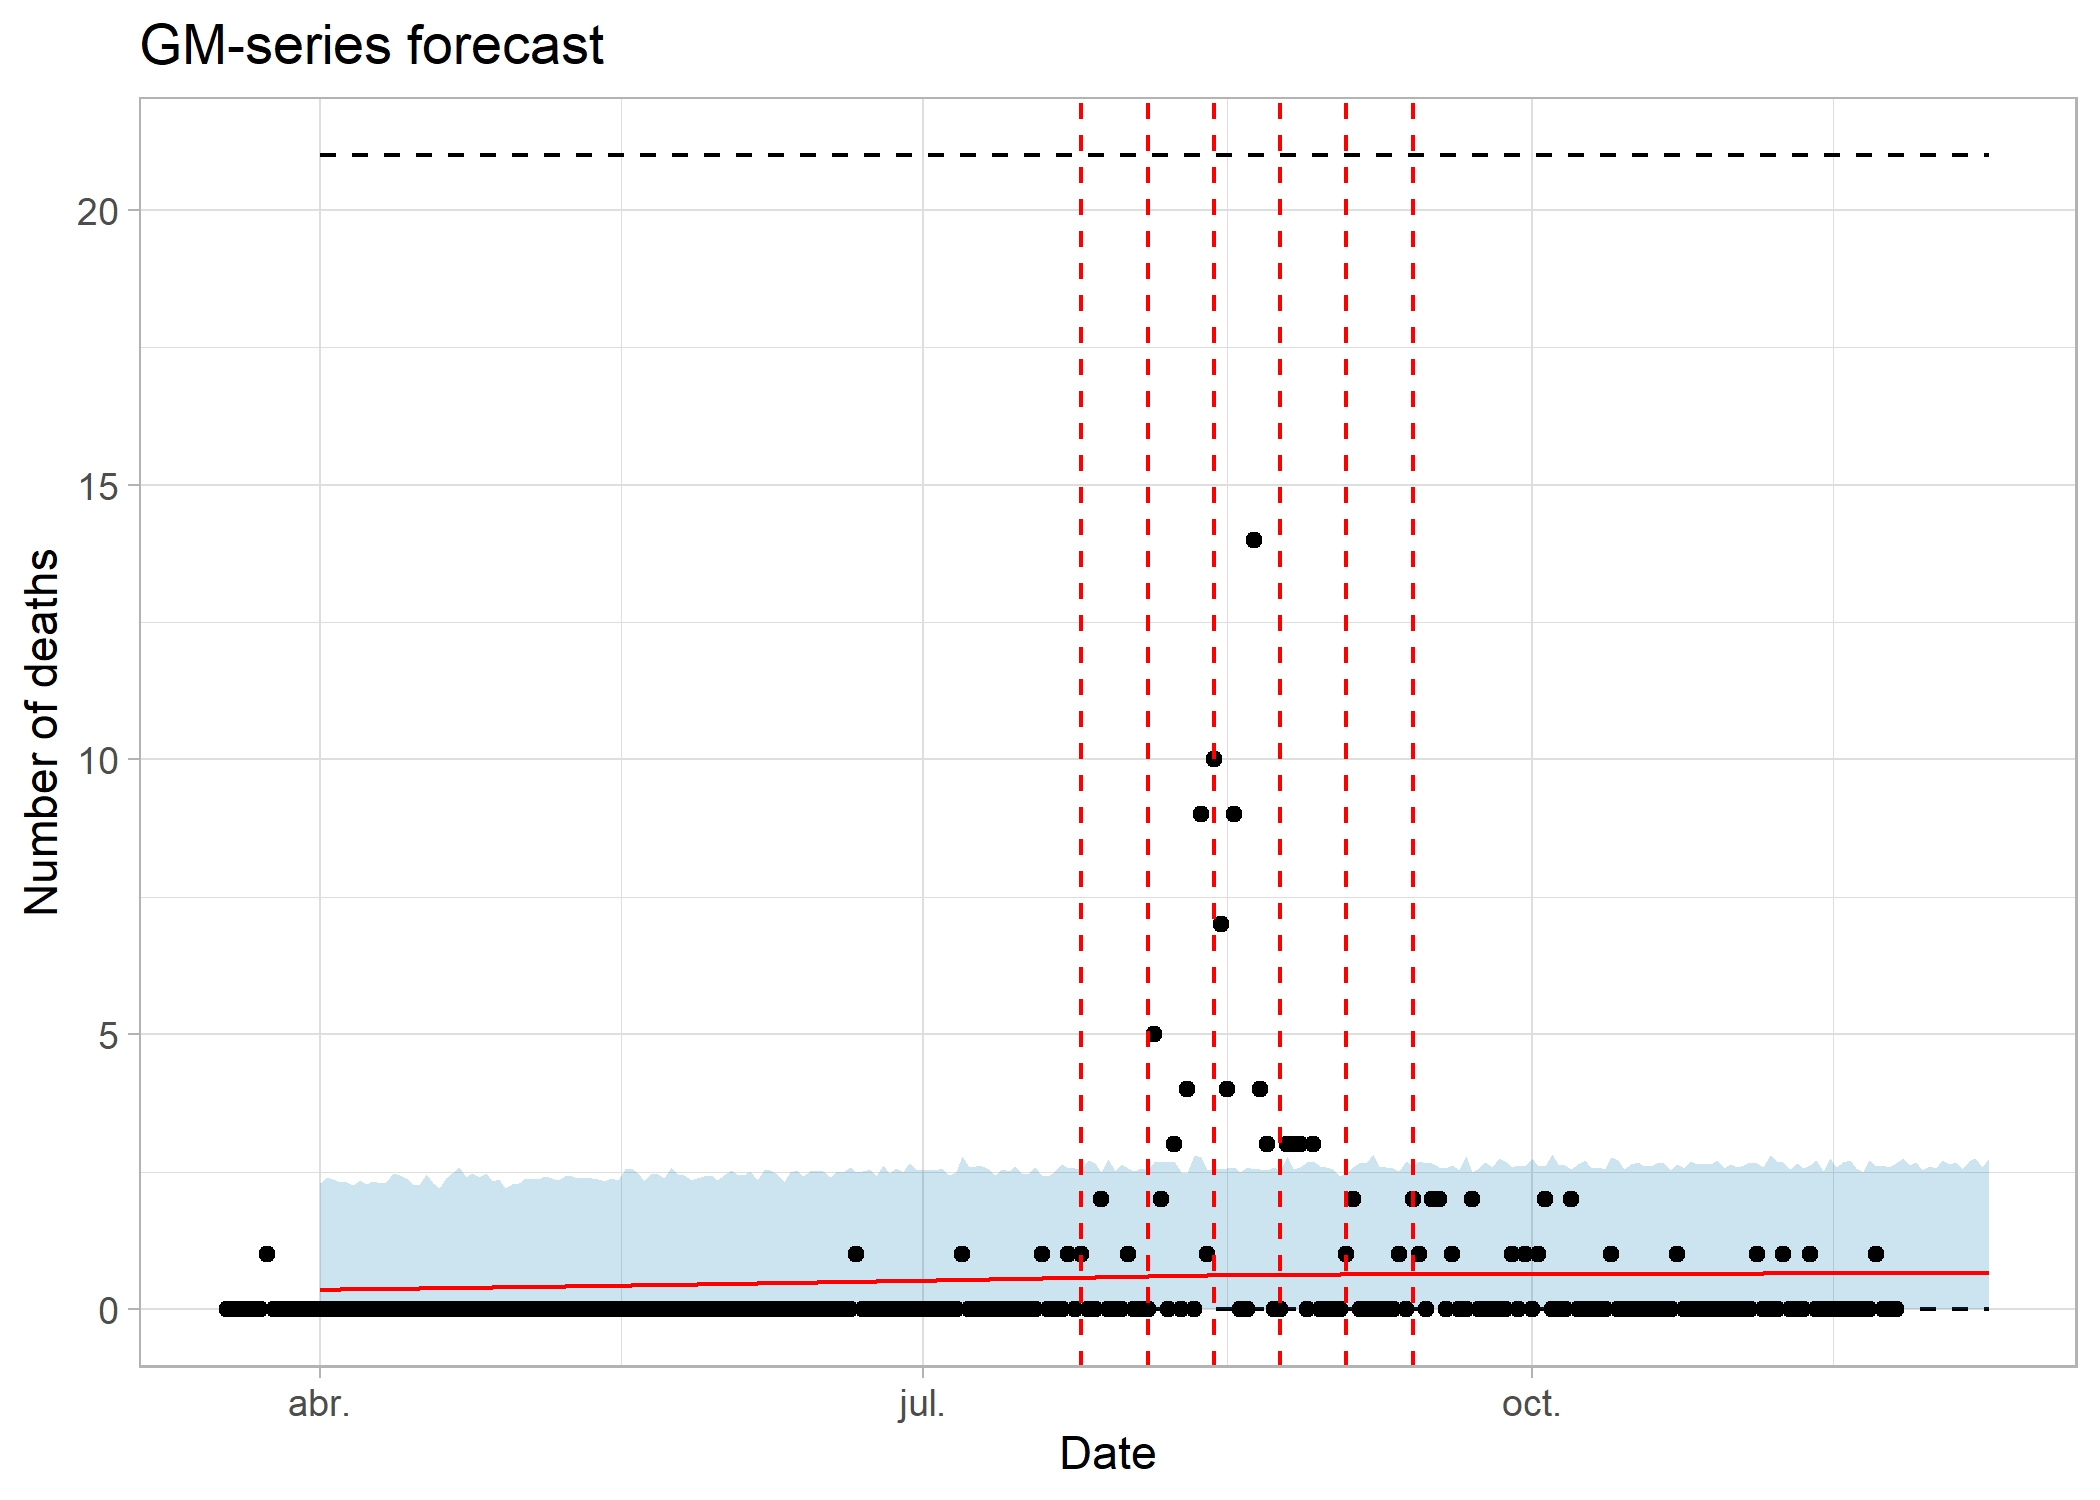 GM-series forecast
Number of deaths
20
15
10
5
0
abr.
jul.
oct.
Date